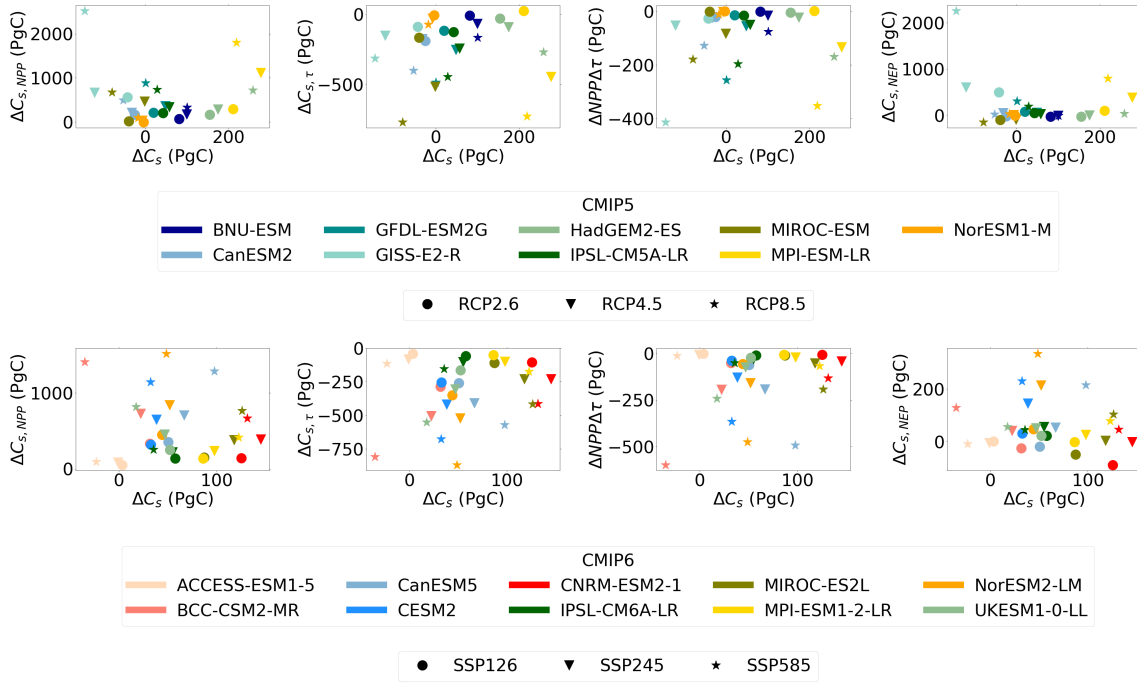 ΔC_{s,NPP} (PgC)
2000
1000
0
0
200
ΔC_s (PgC)
ΔC_{s,τ} (PgC)
0
−500
0
200
ΔC_s (PgC)
ΔNPPΔτ (PgC)
0
−200
−400
0
200
ΔC_s (PgC)
ΔC_{s,NEP} (PgC)
2000
1000
0
0
200
ΔC_s (PgC)
CMIP5
BNU-ESM GFDL-ESM2G HadGEM2-ES MIROC-ESM NorESM1-M
CanESM2 GISS-E2-R IPSL-CM5A-LR MPI-ESM-LR
RCP2.6 RCP4.5 RCP8.5
ΔC_{s,NPP} (PgC)
1000
0
0
100
ΔC_s (PgC)
ΔC_{s,τ} (PgC)
0
−250
−500
−750
0
100
ΔC_s (PgC)
ΔNPPΔτ (PgC)
0
−250
−500
0
100
ΔC_s (PgC)
ΔC_{s,NEP} (PgC)
200
0
0
100
ΔC_s (PgC)
CMIP6
ACCESS-ESM1-5 CanESM5 CNRM-ESM2-1 MIROC-ES2L NorESM2-LM
BCC-CSM2-MR CESM2 IPSL-CM6A-LR MPI-ESM1-2-LR UKESM1-0-LL
SSP126 SSP245 SSP585